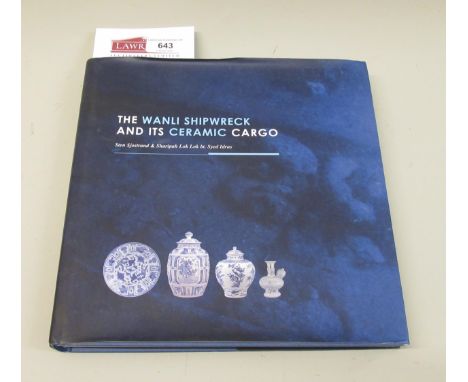 LAWR
643
THE WANLI SHIPWRECK
AND ITS CERAMIC CARGO
Sten Sjostrand & Sharipah Lok Lok bt. Syed Idrus